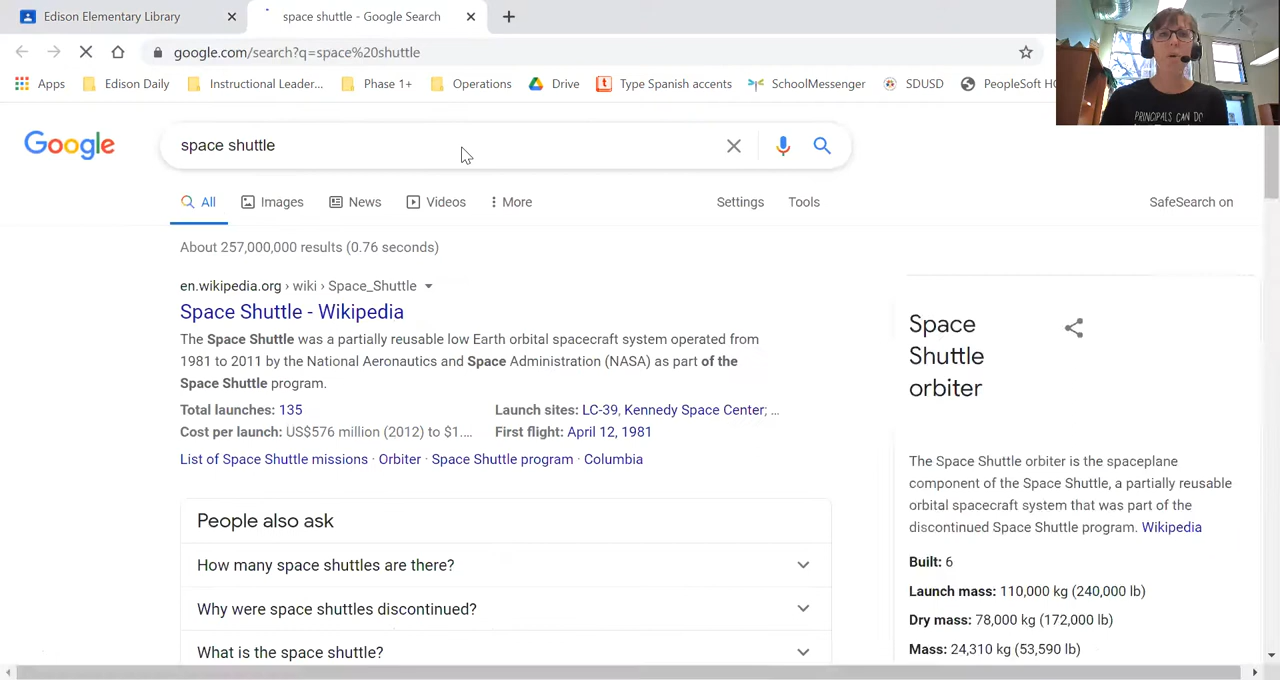 Edison Elementary Library
space shuttle - Google Search
google.com/search?q=space%20shuttle
Apps
Edison Daily
Instructional Leader...
Phase 1+
Operations
Drive
Type Spanish accents
SchoolMessenger
SDUSD
PeopleSoft HC
PRINCIPALS CAN DO
Google
space shuttle
All
Images
News
Videos
More
Settings
Tools
SafeSearch on
About 257,000,000 results (0.76 seconds)
en.wikipedia.org › wiki › Space_Shuttle
Space Shuttle - Wikipedia
The Space Shuttle was a partially reusable low Earth orbital spacecraft system operated from
1981 to 2011 by the National Aeronautics and Space Administration (NASA) as part of the
Space Shuttle program.
Total launches: 135
Launch sites: LC-39, Kennedy Space Center; ...
Cost per launch: US$576 million (2012) to $1....
First flight: April 12, 1981
List of Space Shuttle missions · Orbiter · Space Shuttle program · Columbia
People also ask
How many space shuttles are there?
Why were space shuttles discontinued?
What is the space shuttle?
Space
Shuttle
orbiter
The Space Shuttle orbiter is the spaceplane
component of the Space Shuttle, a partially reusable
orbital spacecraft system that was part of the
discontinued Space Shuttle program. Wikipedia
Built: 6
Launch mass: 110,000 kg (240,000 lb)
Dry mass: 78,000 kg (172,000 lb)
Mass: 24,310 kg (53,590 lb)